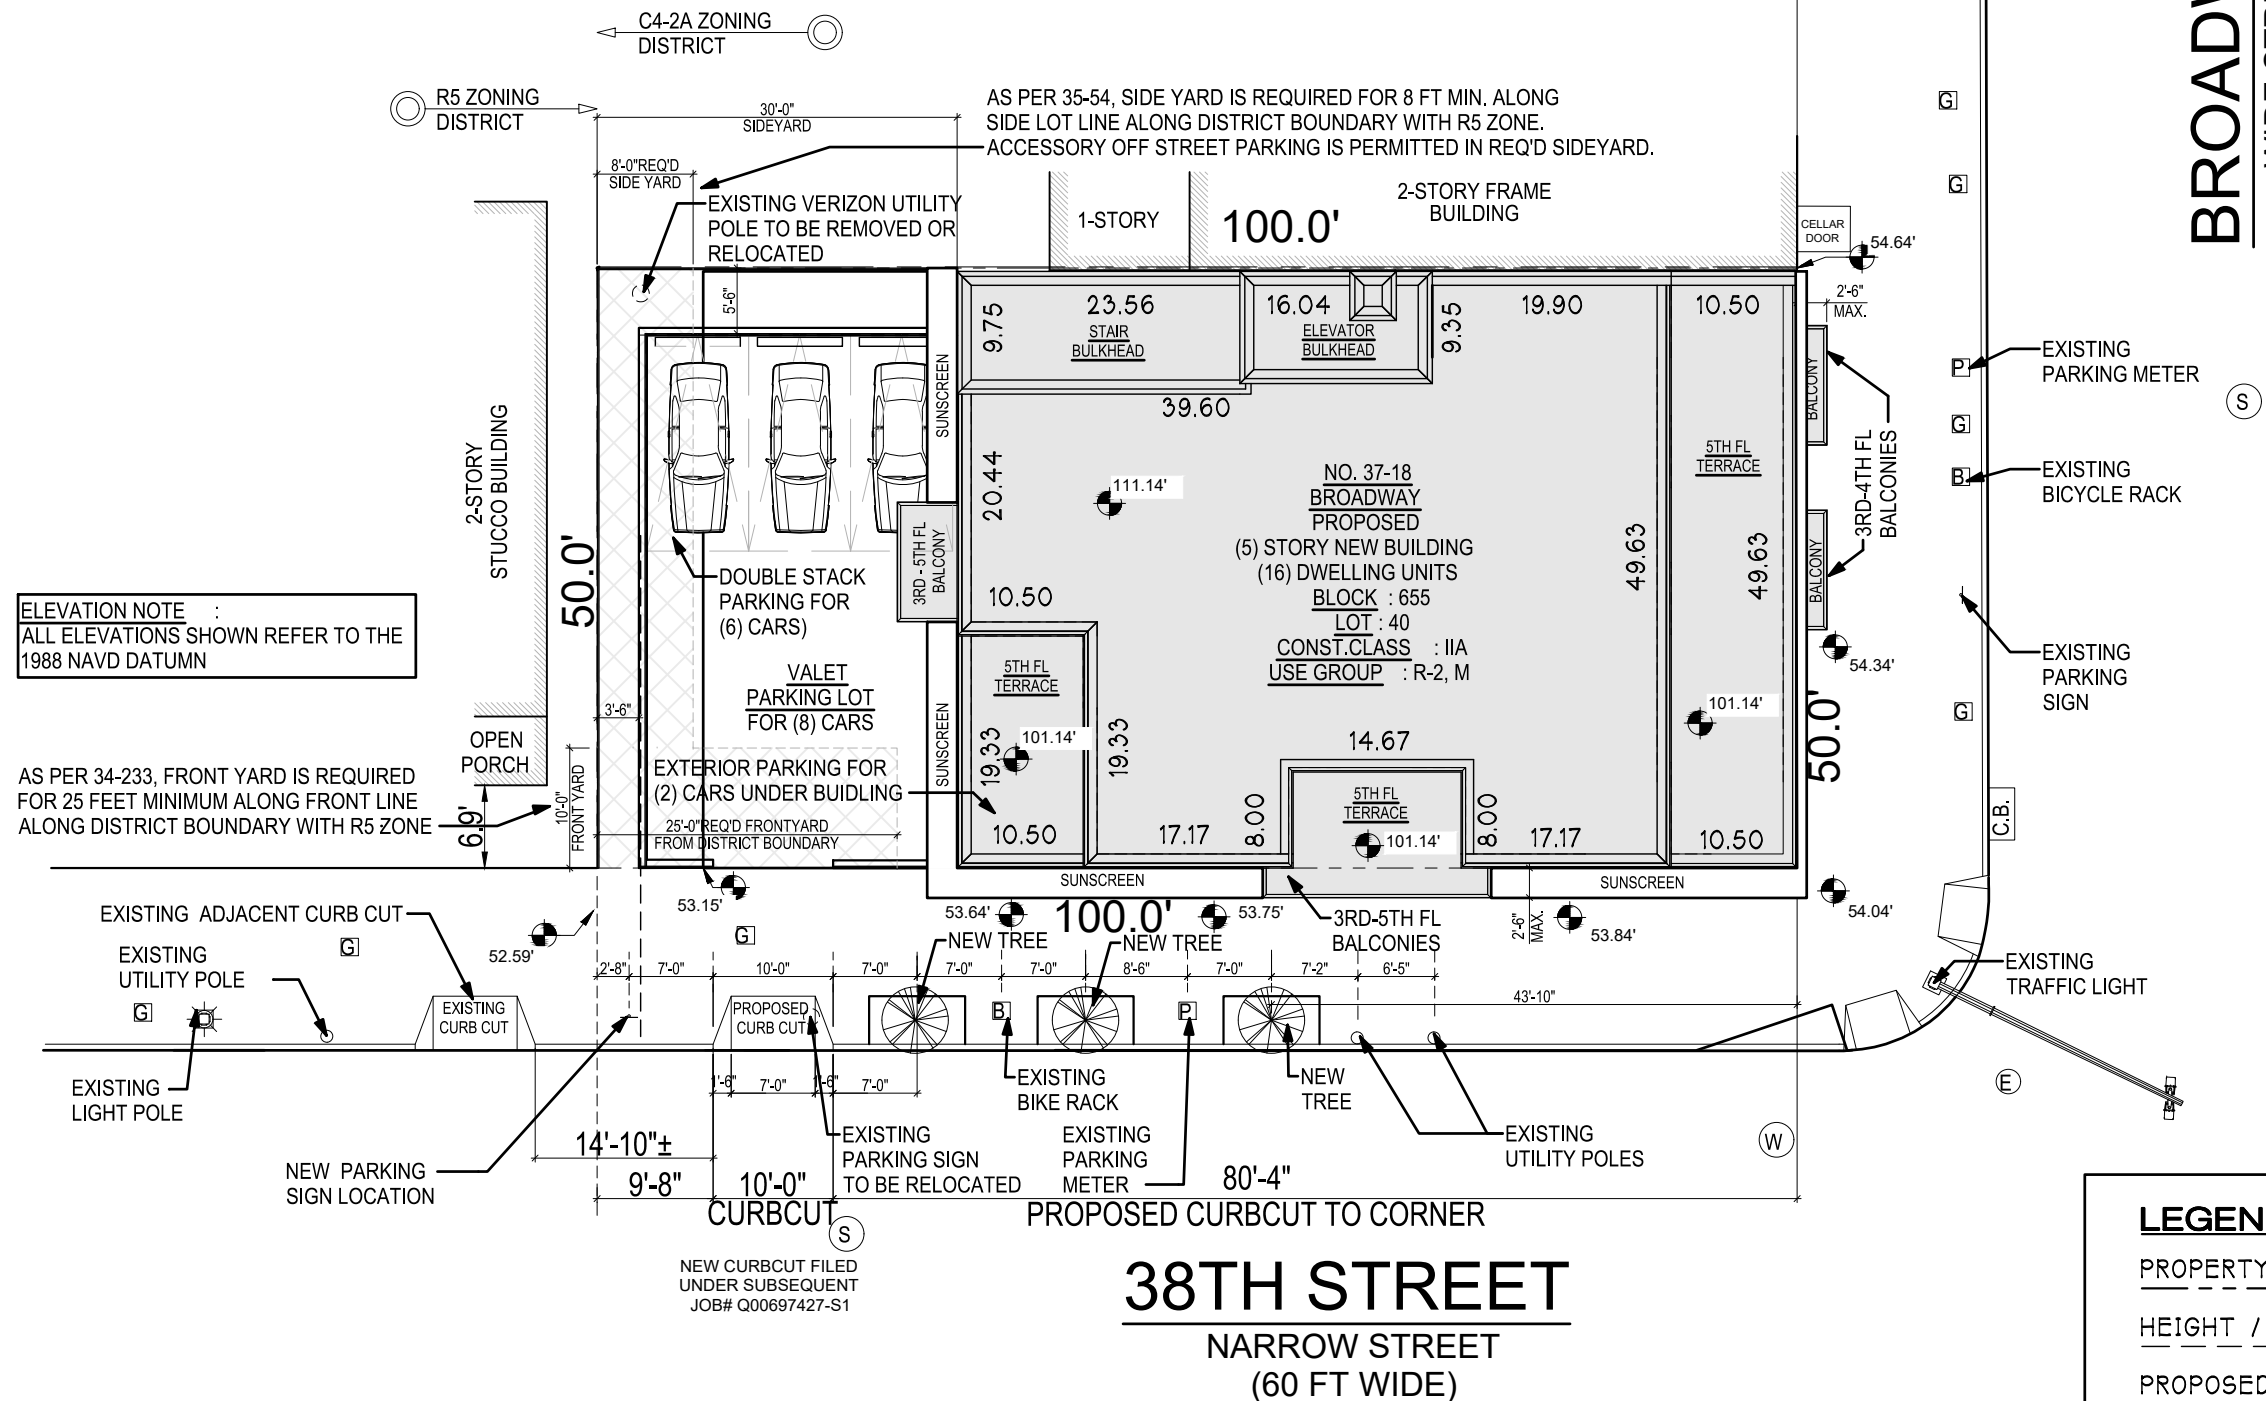 C4-2A ZONING
DISTRICT
R5 ZONING
DISTRICT
30'-0"
SIDEYARD
AS PER 35-54, SIDE YARD IS REQUIRED FOR 8 FT MIN. ALONG
SIDE LOT LINE ALONG DISTRICT BOUNDARY WITH R5 ZONE.
ACCESSORY OFF STREET PARKING IS PERMITTED IN REQ'D SIDEYARD.
8'-0"REQ'D
SIDE YARD
EXISTING VERIZON UTILITY
POLE TO BE REMOVED OR
RELOCATED
1-STORY
100.0'
2-STORY FRAME
BUILDING
CELLAR
DOOR
54.64'
2'-6"
MAX.
G
G
5'-6"
9.75
23.56
STAIR
BULKHEAD
16.04
ELEVATOR
BULKHEAD
9.35
19.90
10.50
SUNSCREEN
39.60
20.44
111.14'
NO. 37-18
BROADWAY
PROPOSED
(5) STORY NEW BUILDING
(16) DWELLING UNITS
BLOCK : 655
LOT : 40
CONST.CLASS : IIA
USE GROUP : R-2, M
49.63
49.63
5TH FL
TERRACE
BALCONY
BALCONY
3RD-4TH FL
BALCONIES
P
EXISTING
PARKING METER
G
B
EXISTING
BICYCLE RACK
S
EXISTING
PARKING
SIGN
G
54.34'
101.14'
50.0'
2-STORY
STUCCO BUILDING
50.0'
ELEVATION NOTE :
ALL ELEVATIONS SHOWN REFER TO THE
1988 NAVD DATUMN
DOUBLE STACK
PARKING FOR
(6) CARS)
3RD - 5TH FL
BALCONY
10.50
VALET
PARKING LOT
FOR (8) CARS
SUNSCREEN
5TH FL
TERRACE
101.14'
19.33
19.33
3'-6"
OPEN
PORCH
AS PER 34-233, FRONT YARD IS REQUIRED
FOR 25 FEET MINIMUM ALONG FRONT LINE
ALONG DISTRICT BOUNDARY WITH R5 ZONE
6.9'
10'-0"
FRONT YARD
EXTERIOR PARKING FOR
(2) CARS UNDER BUIDLING
25'-0"REQ'D FRONTYARD
FROM DISTRICT BOUNDARY
10.50
17.17
8.00
14.67
5TH FL
TERRACE
101.14'
8.00
17.17
10.50
C.B.
SUNSCREEN
SUNSCREEN
53.15'
53.64'
100.0'
53.75'
3RD-5TH FL
BALCONIES
2'-6"
MAX.
53.84'
54.04'
EXISTING ADJACENT CURB CUT
G
EXISTING
UTILITY POLE
52.59'
G
NEW TREE
NEW TREE
2'-8"
7'-0"
10'-0"
7'-0"
7'-0"
7'-0"
8'-6"
7'-0"
7'-2"
6'-5"
43'-10"
EXISTING
TRAFFIC LIGHT
G
EXISTING
CURB CUT
PROPOSED
CURB CUT
B
P
EXISTING
LIGHT POLE
1'-6"
7'-0"
1'-6"
7'-0"
EXISTING
BIKE RACK
NEW
TREE
E
14'-10"±
EXISTING
PARKING SIGN
TO BE RELOCATED
EXISTING
PARKING
METER
EXISTING
UTILITY POLES
W
NEW PARKING
SIGN LOCATION
9'-8"
10'-0"
CURBCUT
80'-4"
PROPOSED CURBCUT TO CORNER
S
NEW CURBCUT FILED
UNDER SUBSEQUENT
JOB# Q00697427-S1
38TH STREET
NARROW STREET
(60 FT WIDE)
LEGEN
PROPERTY
HEIGHT /
PROPOSED